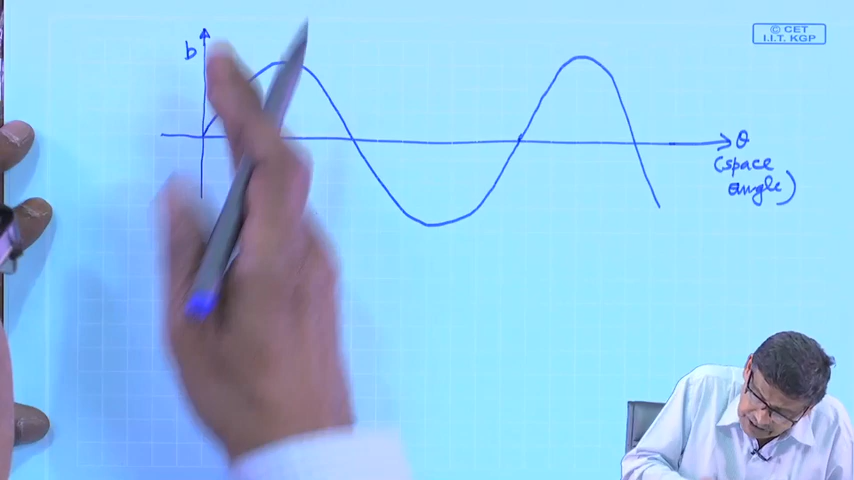 © CET
I.I.T. KGP
b
θ
(space
angle)